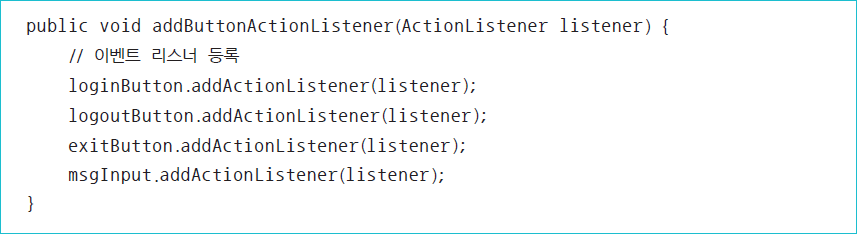 public void addButtonActionListener(ActionListener listener) {
    // 이벤트 리스너 등록
    loginButton.addActionListener(listener);
    logoutButton.addActionListener(listener);
    exitButton.addActionListener(listener);
    msgInput.addActionListener(listener);
}